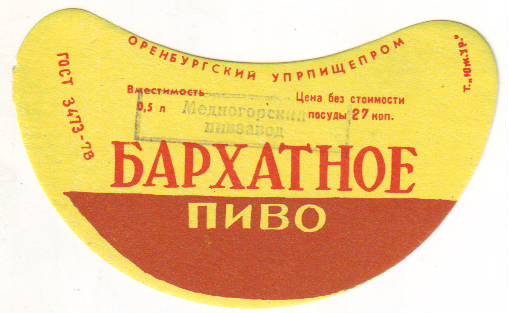 ОРЕНБУРГСКИЙ УПРПИЩЕПРОМ
ГОСТ 3473-78
т. „Юж.Ур."
Вместимость
0,5 л
Цена без стоимости
посуды 27 коп.
Медногорский
пивзавод
БАРХАТНОЕ
ПИВО